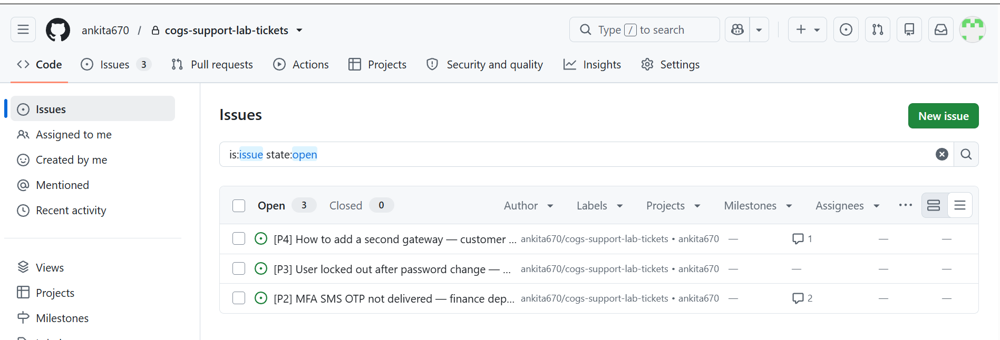 ankita670 / cogs-support-lab-tickets
Type / to search
Code
Issues 3
Pull requests
Actions
Projects
Security and quality
Insights
Settings
Issues
Assigned to me
Created by me
Mentioned
Recent activity
Views
Projects
Milestones
Issues
New issue
is:issue state:open
Open 3 Closed 0 Author Labels Projects Milestones Assignees
[P4] How to add a second gateway — customer ... ankita670/cogs-support-lab-tickets • ankita670 — 1 — —
[P3] User locked out after password change — ... ankita670/cogs-support-lab-tickets • ankita670 — — — —
[P2] MFA SMS OTP not delivered — finance dep... ankita670/cogs-support-lab-tickets • ankita670 — 2 — —